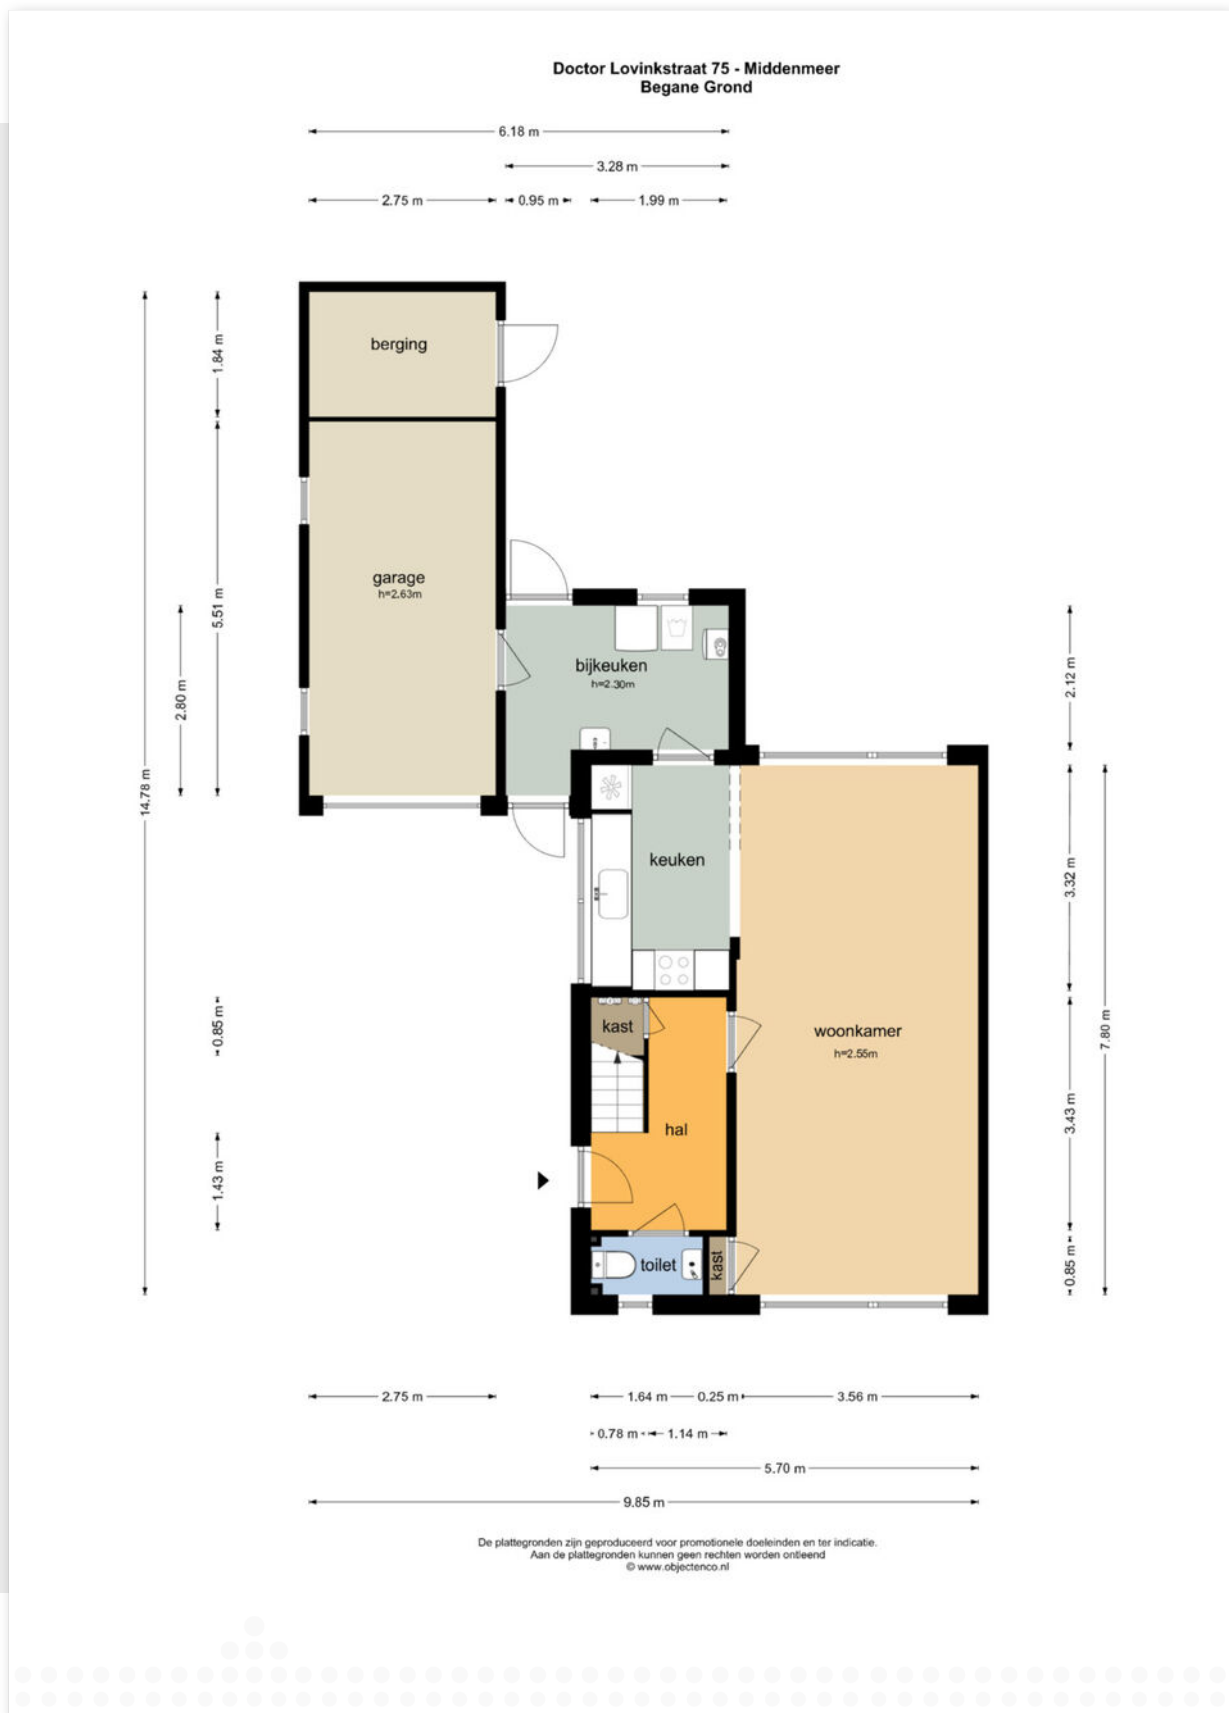 Doctor Lovinkstraat 75 - Middenmeer
Begane Grond
6.18 m
3.28 m
2.75 m
0.95 m
1.99 m
berging
1.84 m
garage
h=2.63m
5.51 m
2.80 m
14.78 m
bijkeuken
h=2.30m
2.12 m
keuken
3.32 m
kast
0.85 m
woonkamer
h=2.55m
7.80 m
hal
3.43 m
1.43 m
toilet
kast
0.85 m
2.75 m
1.64 m
0.25 m
3.56 m
0.78 m
1.14 m
5.70 m
9.85 m
De plattegronden zijn geproduceerd voor promotionele doeleinden en ter indicatie.
Aan de plattegronden kunnen geen rechten worden ontleend
© www.objectenco.nl